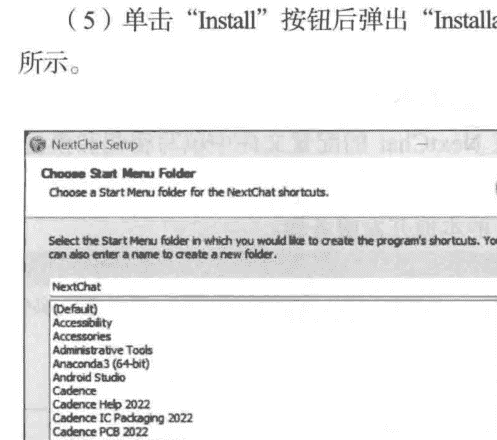 （5）单击“Install”按钮后弹出“Installa
所示。
NextChat Setup
Choose Start Menu Folder
Choose a Start Menu folder for the NextChat shortcuts.
Select the Start Menu folder in which you would like to create the program's shortcuts. You
can also enter a name to create a new folder.
NextChat
(Default)
Accessibility
Accessories
Administrative Tools
Anaconda3 (64-bit)
Android Studio
Cadence
Cadence Help 2022
Cadence IC Packaging 2022
Cadence PCB 2022